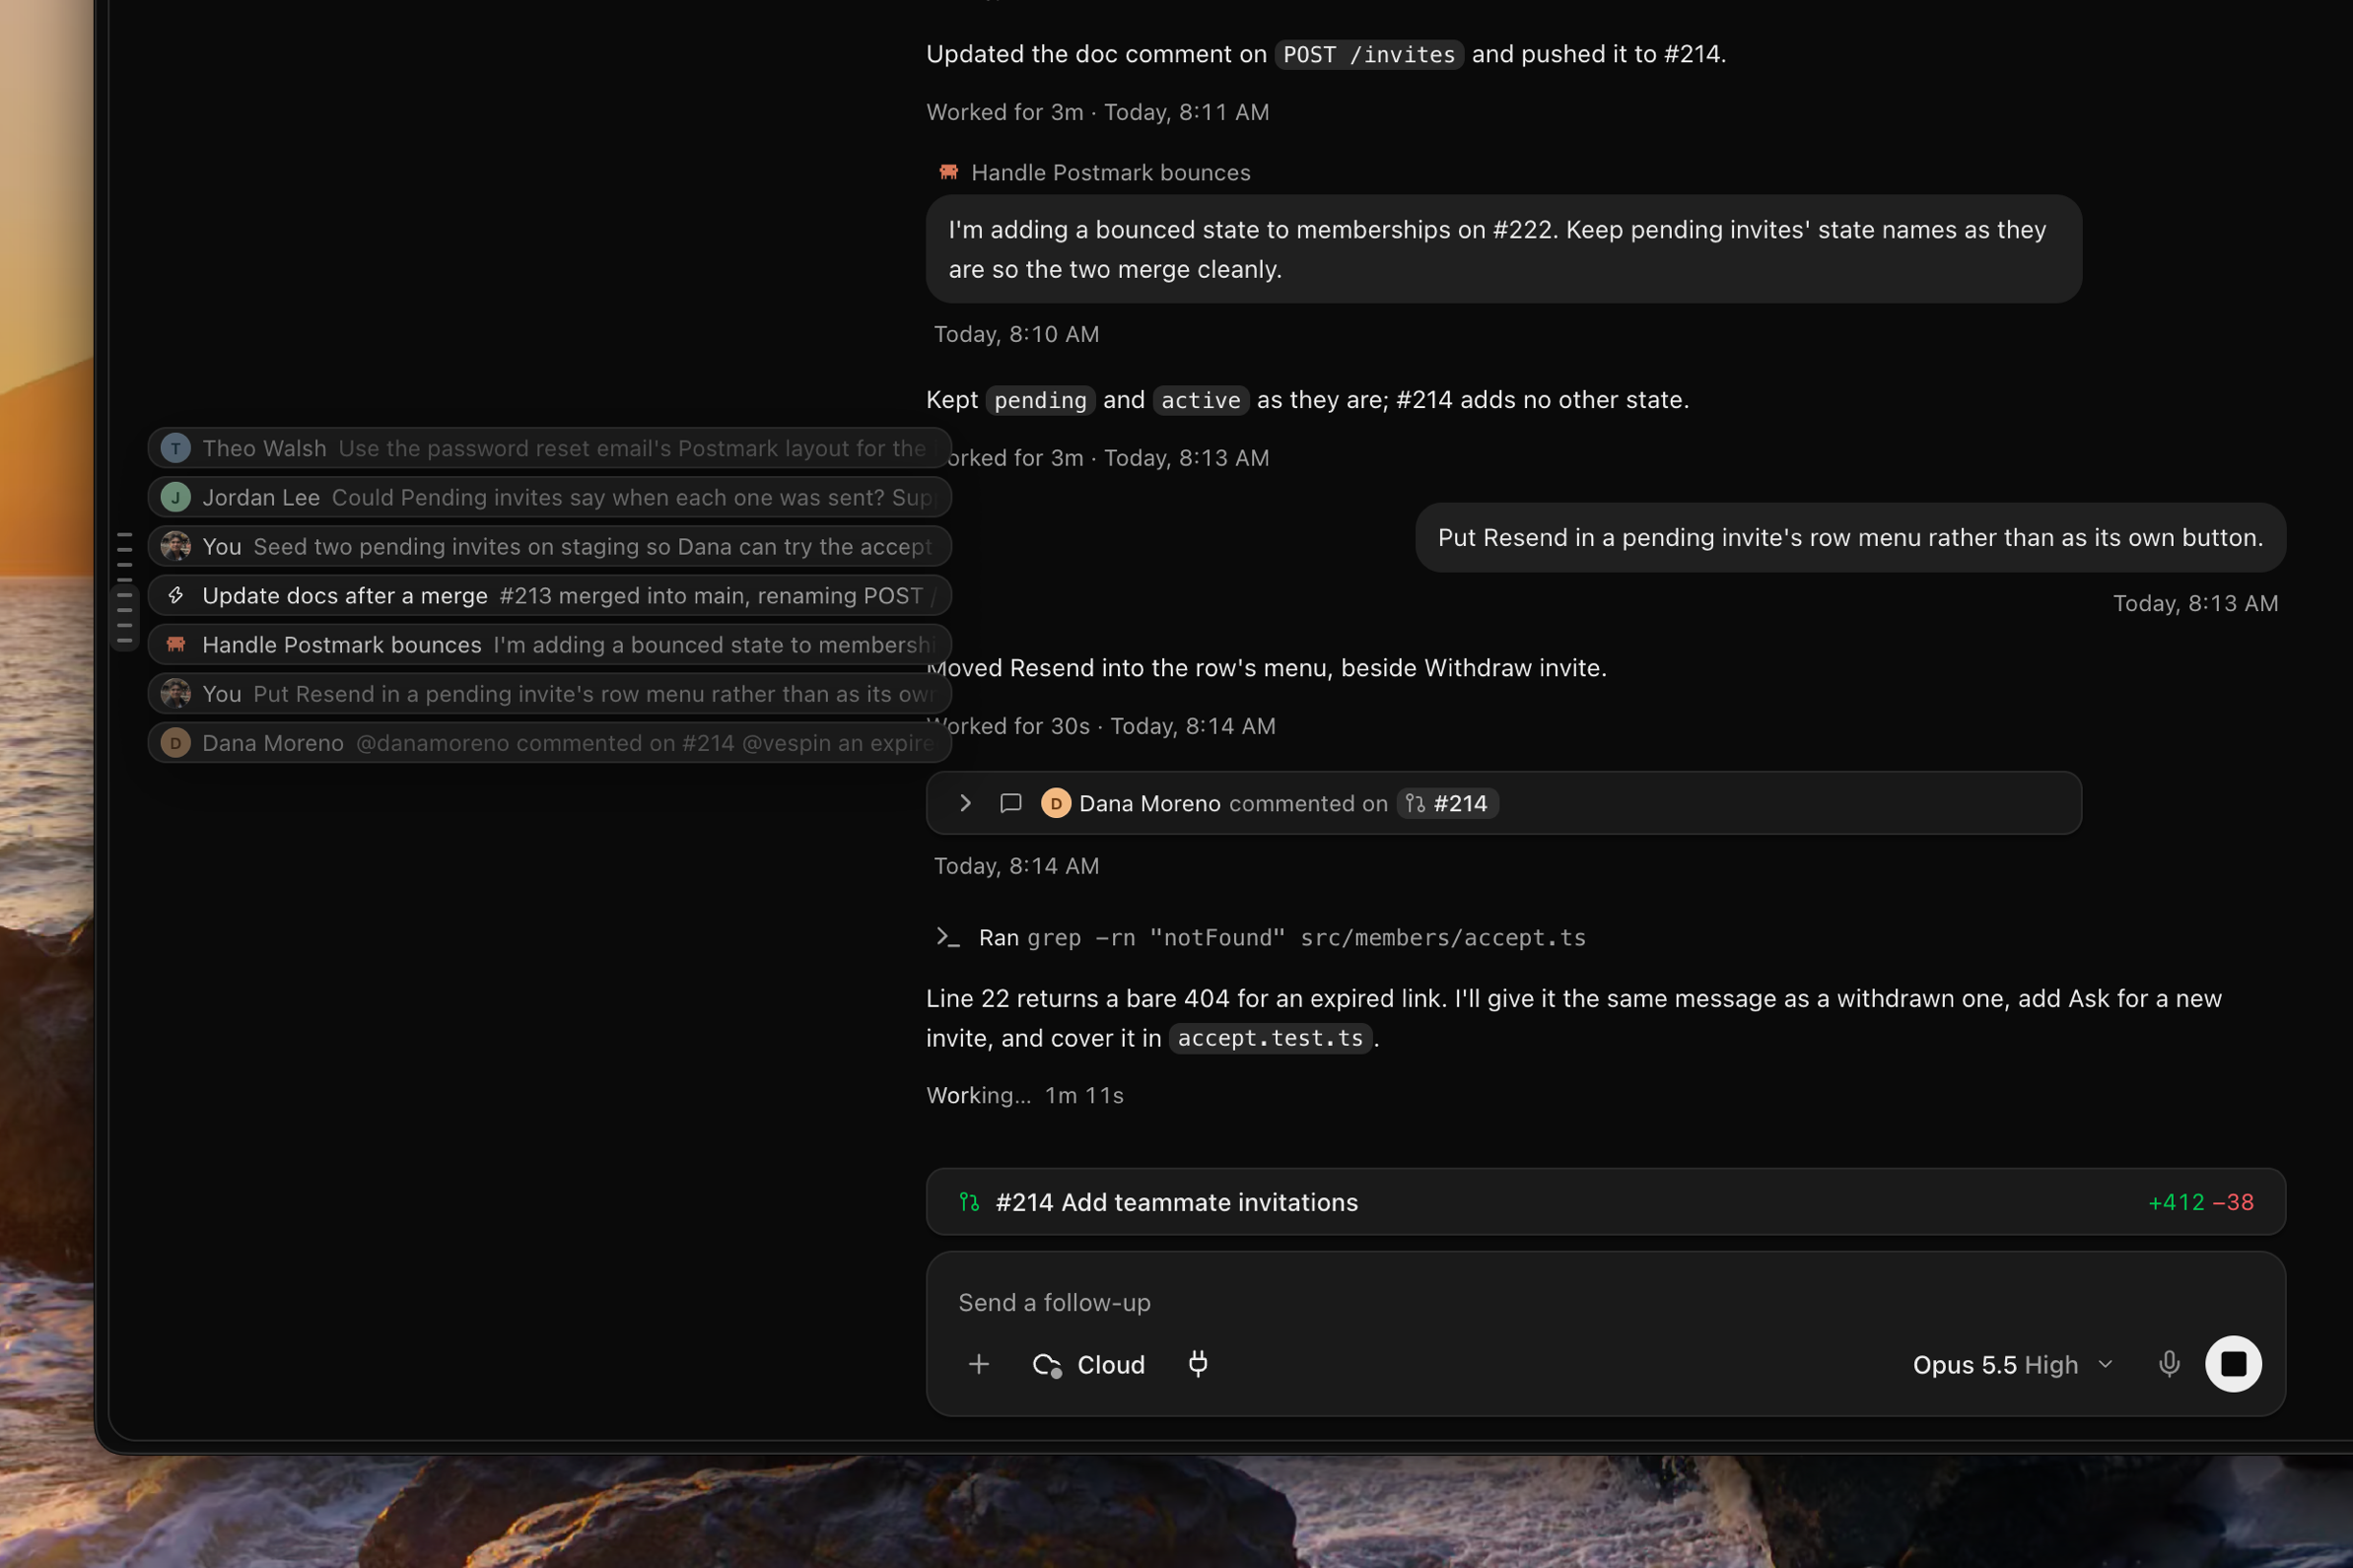 Updated the doc comment on POST /invites and pushed it to #214.
Worked for 3m · Today, 8:11 AM
Handle Postmark bounces
I'm adding a bounced state to memberships on #222. Keep pending invites' state names as they
are so the two merge cleanly.
Today, 8:10 AM
Kept pending and active as they are; #214 adds no other state.
orked for 3m · Today, 8:13 AM
Theo Walsh Use the password reset email's Postmark layout for the
Jordan Lee Could Pending invites say when each one was sent? Sup
You Seed two pending invites on staging so Dana can try the accept
Update docs after a merge #213 merged into main, renaming POST /
Handle Postmark bounces I'm adding a bounced state to membershi
You Put Resend in a pending invite's row menu rather than as its own
Dana Moreno @danamoreno commented on #214 @vespin an expire
Put Resend in a pending invite's row menu rather than as its own button.
Today, 8:13 AM
Moved Resend into the row's menu, beside Withdraw invite.
Worked for 30s · Today, 8:14 AM
D Dana Moreno commented on #214
Today, 8:14 AM
Ran grep -rn "notFound" src/members/accept.ts
Line 22 returns a bare 404 for an expired link. I'll give it the same message as a withdrawn one, add Ask for a new
invite, and cover it in accept.test.ts.
Working... 1m 11s
#214 Add teammate invitations +412 -38
Send a follow-up
Cloud Opus 5.5 High